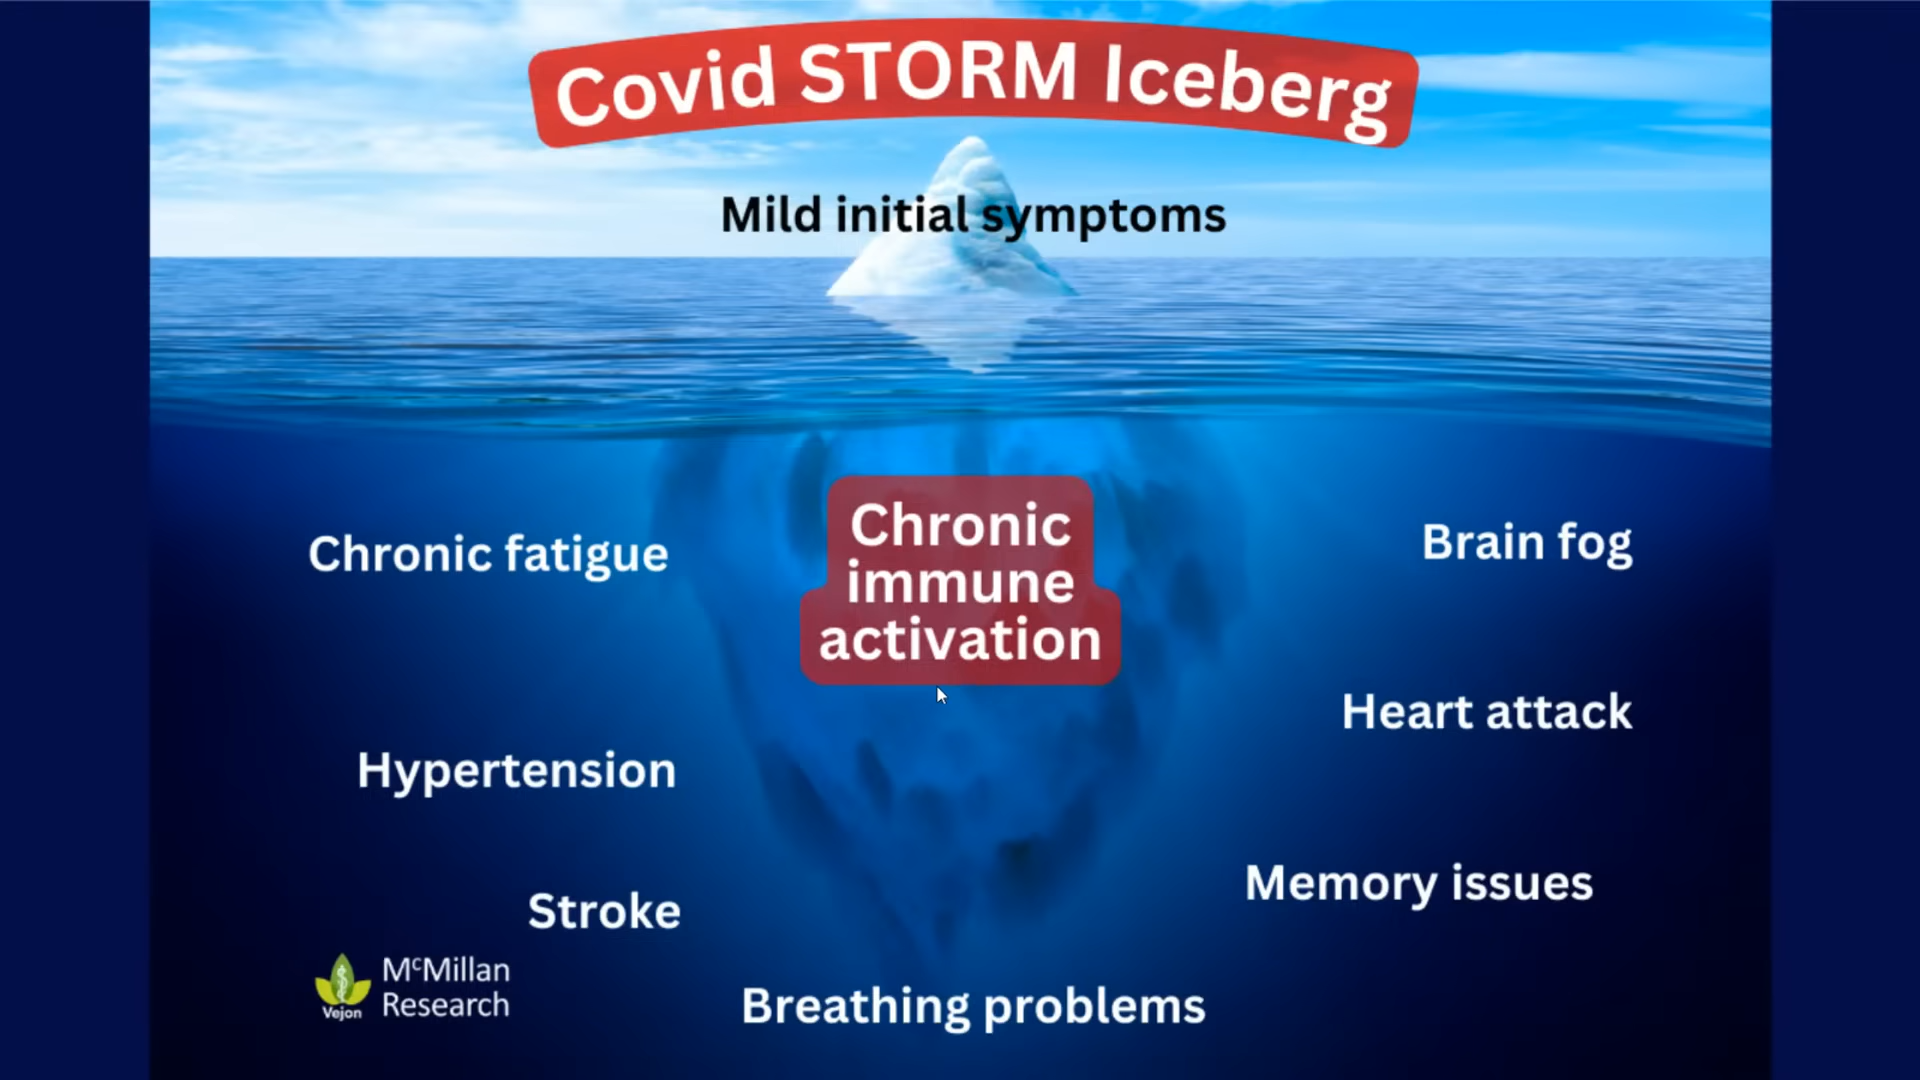 Covid STORM Iceberg
Mild initial symptoms
Chronic
immune
activation
Chronic fatigue
Brain fog
Heart attack
Hypertension
Memory issues
Stroke
Breathing problems
McMillan
Research
Vejon